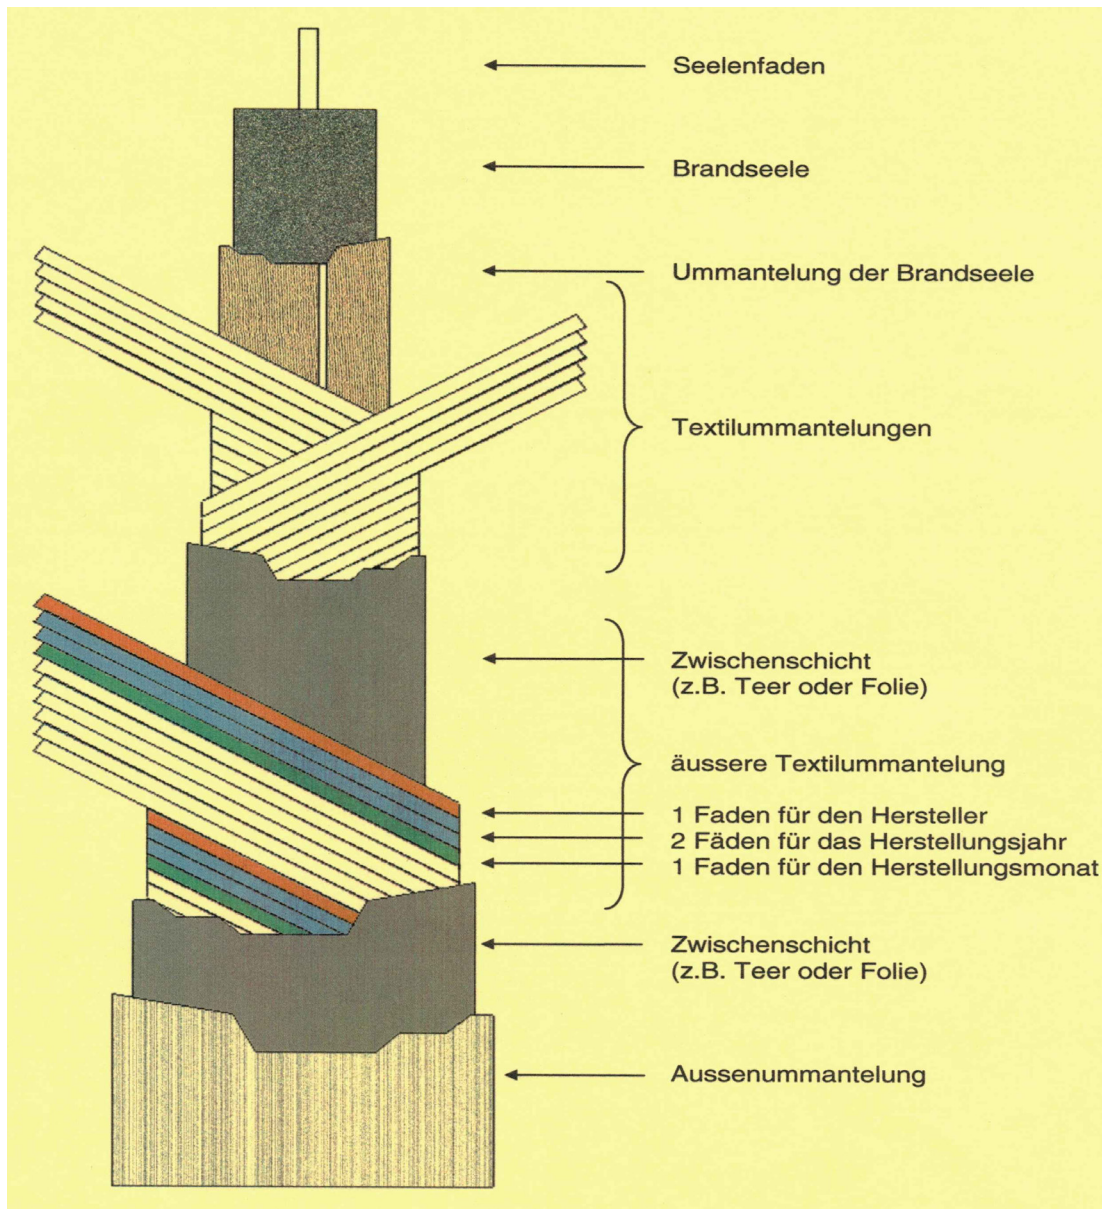 Seelenfaden
Brandseele
Ummantelung der Brandseele
Textilummantelungen
Zwischenschicht
(z.B. Teer oder Folie)
äussere Textilummantelung
1 Faden für den Hersteller
2 Fäden für das Herstellungsjahr
1 Faden für den Herstellungsmonat
Zwischenschicht
(z.B. Teer oder Folie)
Aussenummantelung